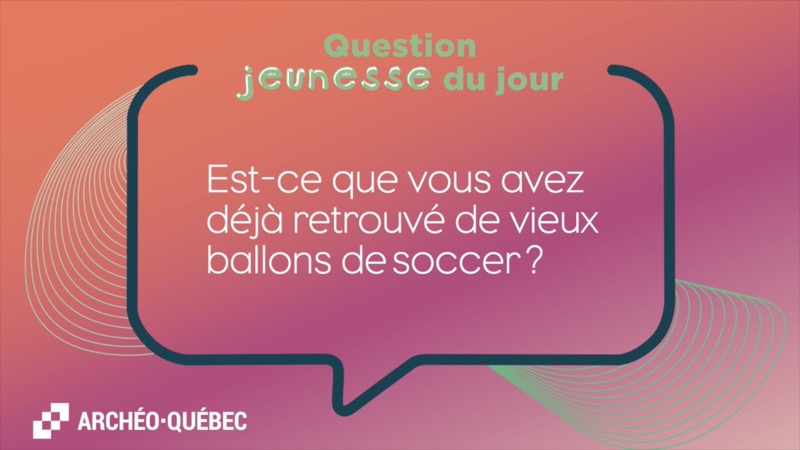 Question
jeunesse du jour
Est-ce que vous avez
déjà retrouvé de vieux
ballons de soccer ?
ARCHÉO·QUÉBEC